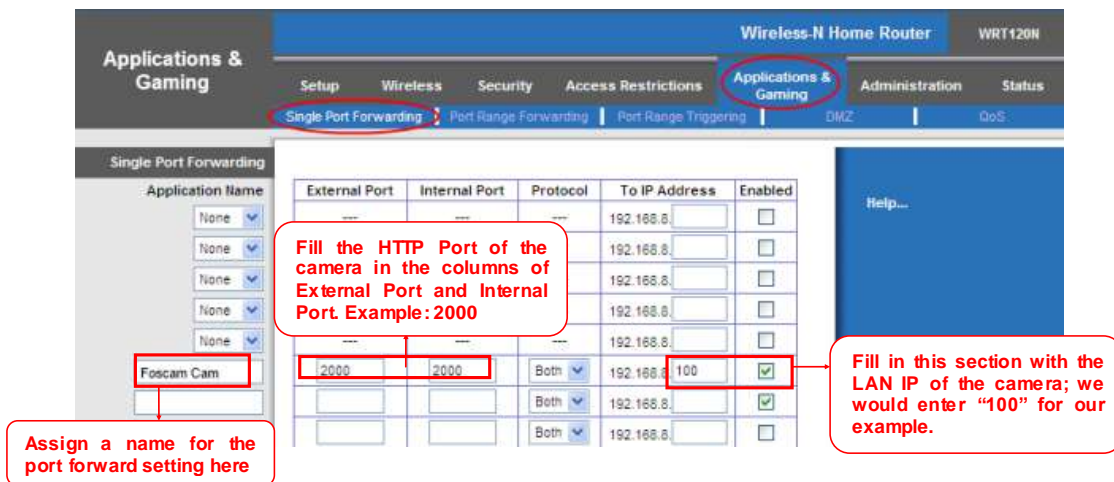 Wireless-N Home Router WRT120N
Applications &
Gaming
Setup Wireless Security Access Restrictions Applications & Gaming Administration Status
Single Port Forwarding Port Range Forwarding Port Range Triggering DMZ QoS
Single Port Forwarding
Application Name External Port Internal Port Protocol To IP Address Enabled
Help...
None --- --- --- 192.168.8.
None 192.168.8.
None 192.168.8.
None 192.168.8.
None --- --- --- 192.168.8.
Foscam Cam 2000 2000 Both 192.168.8. 100
Both 192.168.8.
Both 192.168.8.
Fill the HTTP Port of the
camera in the columns of
External Port and Internal
Port. Example: 2000
Fill in this section with the
LAN IP of the camera; we
would enter “100” for our
example.
Assign a name for the
port forward setting here